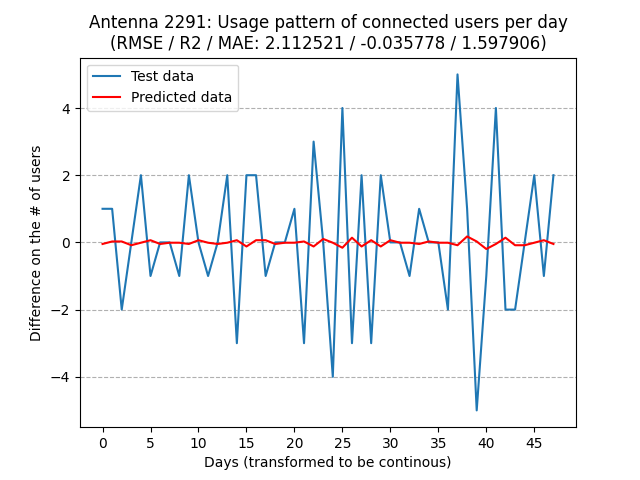 Antenna 2291: Usage pattern of connected users per day
(RMSE / R2 / MAE: 2.112521 / -0.035778 / 1.597906)
Test data
Predicted data
Difference on the # of users
4
2
0
−2
−4
0 5 10 15 20 25 30 35 40 45
Days (transformed to be continous)